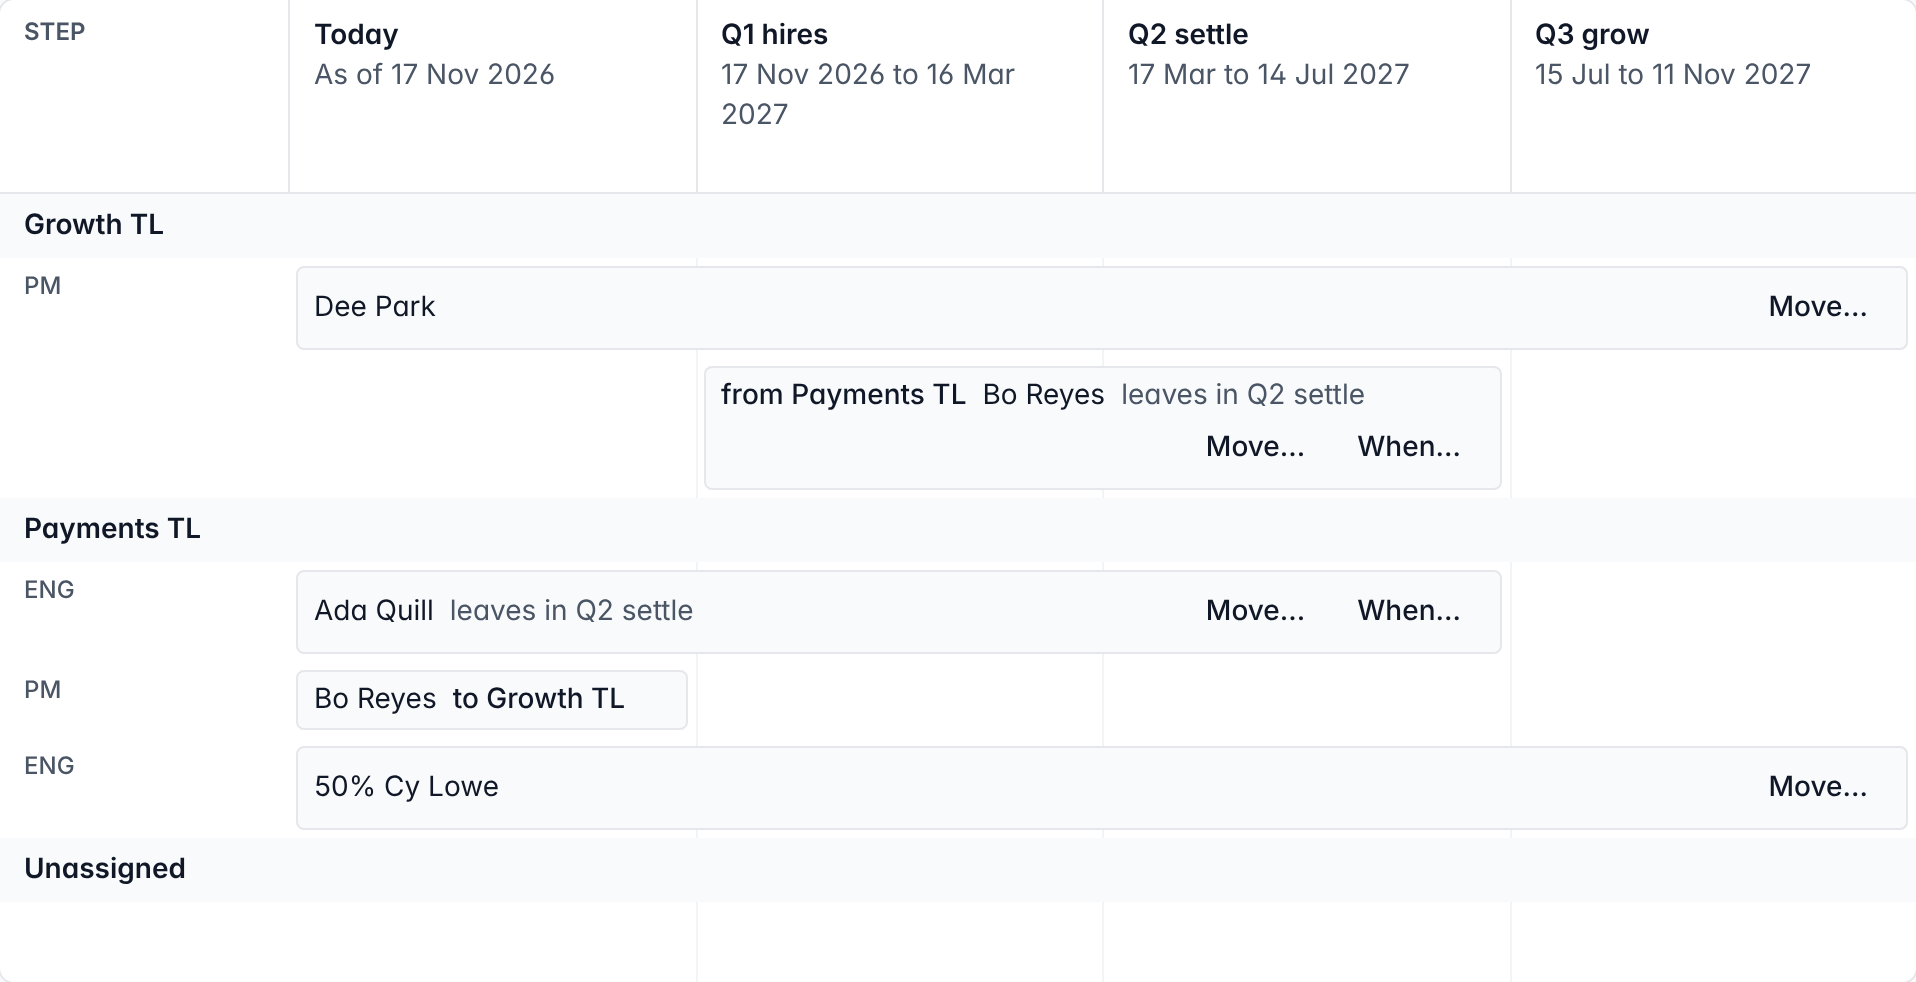 STEP
Today
As of 17 Nov 2026
Q1 hires
17 Nov 2026 to 16 Mar
2027
Q2 settle
17 Mar to 14 Jul 2027
Q3 grow
15 Jul to 11 Nov 2027
Growth TL
PM
Dee Park Move...
from Payments TL Bo Reyes leaves in Q2 settle
Move... When...
Payments TL
ENG
Ada Quill leaves in Q2 settle Move... When...
PM
Bo Reyes to Growth TL
ENG
50% Cy Lowe Move...
Unassigned